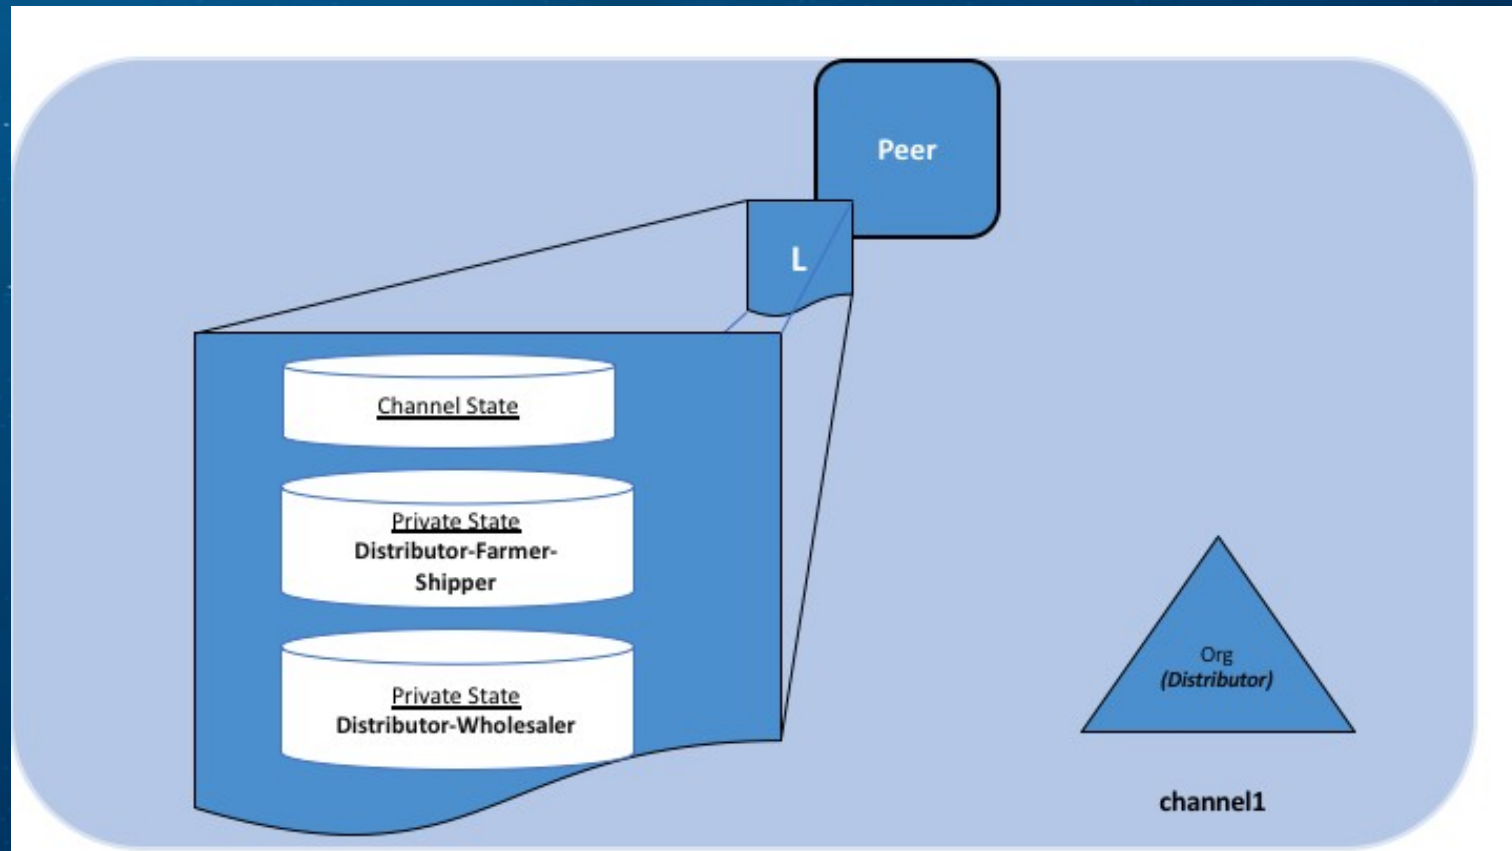 Peer
L
Channel State
Private State
Distributor-Farmer-
Shipper
Private State
Distributor-Wholesaler
Org
(Distributor)
channel1